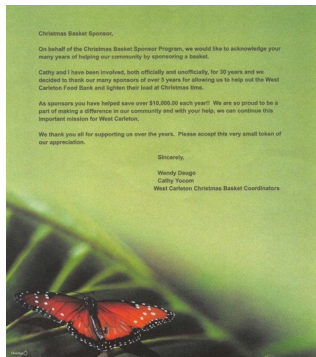 Christmas Basket Sponsor,
On behalf of the Christmas Basket Sponsor Program, we would like to acknowledge your
many years of helping our community by sponsoring a basket.
Cathy and I have been involved, both officially and unofficially, for 30 years and we
decided to thank our many sponsors of over 5 years for allowing us to help out the West
Carleton Food Bank and lighten their load at Christmas time.
As sponsors you have helped save over $10,000.00 each year!! We are so proud to be a
part of making a difference in our community and with your help, we can continue this
important mission for West Carleton.
We thank you all for supporting us over the years. Please accept this very small token of
our appreciation.
Sincerely,
Wendy Deugo
Cathy Yocom
West Carleton Christmas Basket Coordinators